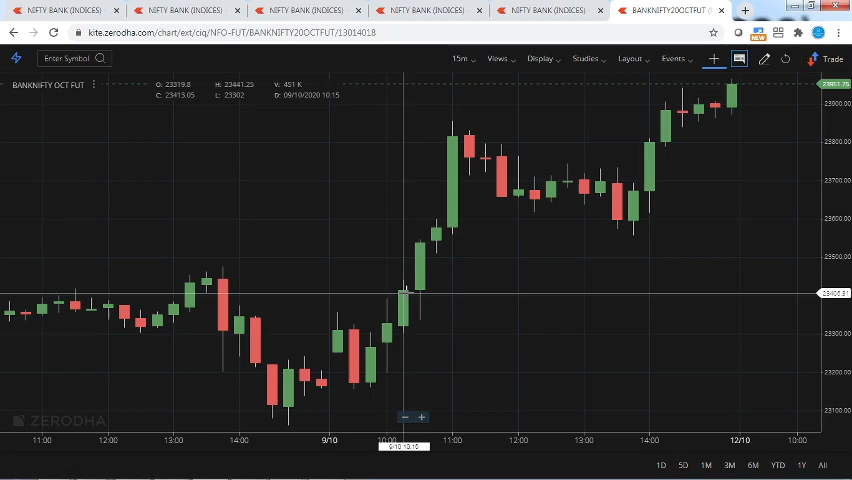 NIFTY BANK (INDICES) NIFTY BANK (INDICES) NIFTY BANK (INDICES) NIFTY BANK (INDICES) NIFTY BANK (INDICES) BANKNIFTY20OCTFUT (
kite.zerodha.com/chart/ext/ciq/NFO-FUT/BANKNIFTY20OCTFUT/13014018 NEW
Enter Symbol 15m Views Display Studies Layout Events Trade
BANKNIFTY OCT FUT O: 23319.8 H: 23441.25 V: 451 K
C: 23413.05 L: 23302 D: 09/10/2020 10:15
23900.00
23800.00
23700.00
23600.00
23500.00
23300.00
23200.00
23100.00
ZERODHA
11:00 12:00 13:00 14:00 9/10 10:00 11:00 12:00 13:00 14:00 12/10 10:00
9/10 10:15
1D 5D 1M 3M 6M YTD 1Y All